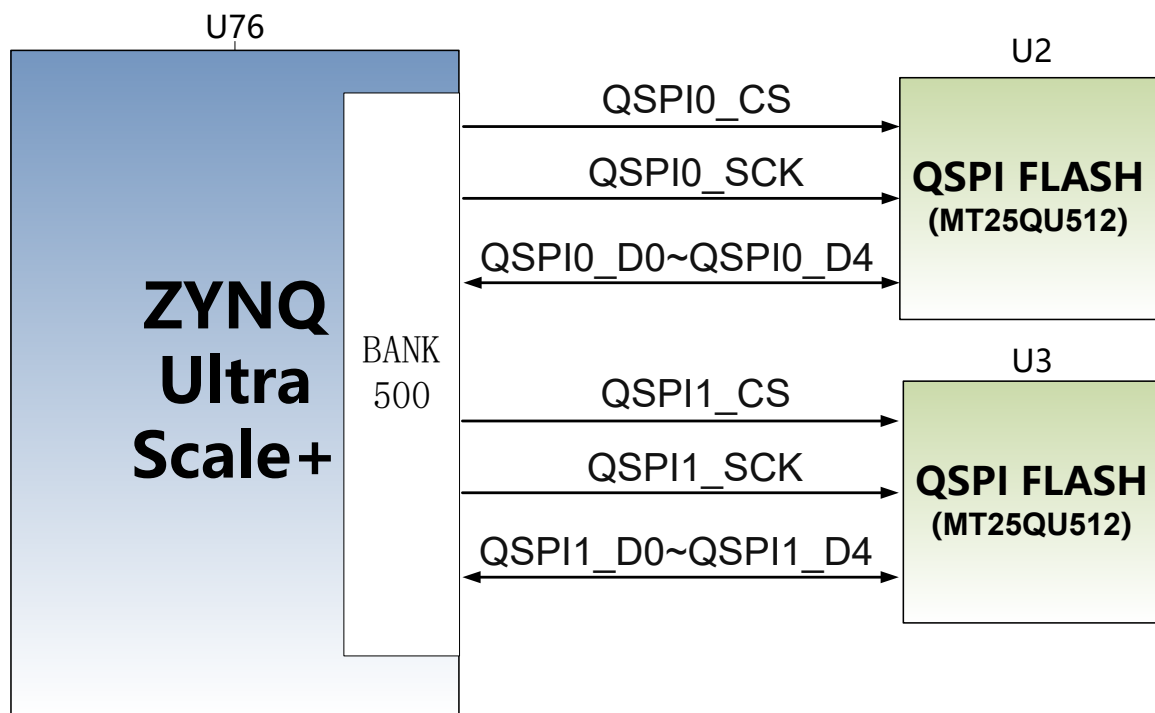 U76
ZYNQ
Ultra
Scale+
BANK
500
QSPI0_CS
QSPI0_SCK
QSPI0_D0~QSPI0_D4
QSPI1_CS
QSPI1_SCK
QSPI1_D0~QSPI1_D4
U2
QSPI FLASH
(MT25QU512)
U3
QSPI FLASH
(MT25QU512)